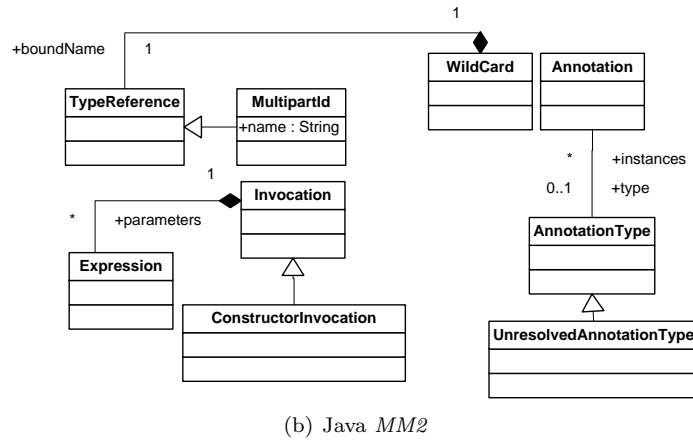 1
+boundName 1
WildCard Annotation
TypeReference MultipartId
+name : String
* +instances
0..1 +type
1
Invocation
* +parameters
AnnotationType
Expression
ConstructorInvocation
UnresolvedAnnotationType
(b) Java MM2